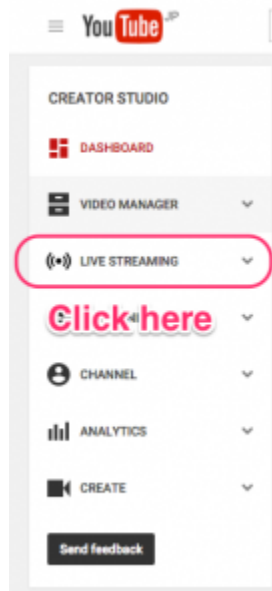 YouTube JP
CREATOR STUDIO
DASHBOARD
VIDEO MANAGER
LIVE STREAMING
Click here
CHANNEL
ANALYTICS
CREATE
Send feedback